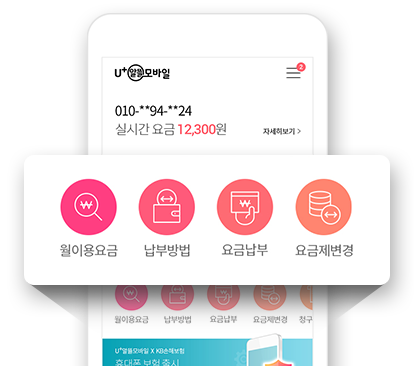 U+알뜰모바일
2
010-**94-**24
실시간 요금 12,300원
자세히보기 >
월이용요금 납부방법 요금납부 요금제변경
월이용요금 납부방법 요금납부 요금제변경 정구
U+알뜰모바일 X KB손해보험
휴대폰 보험 출시